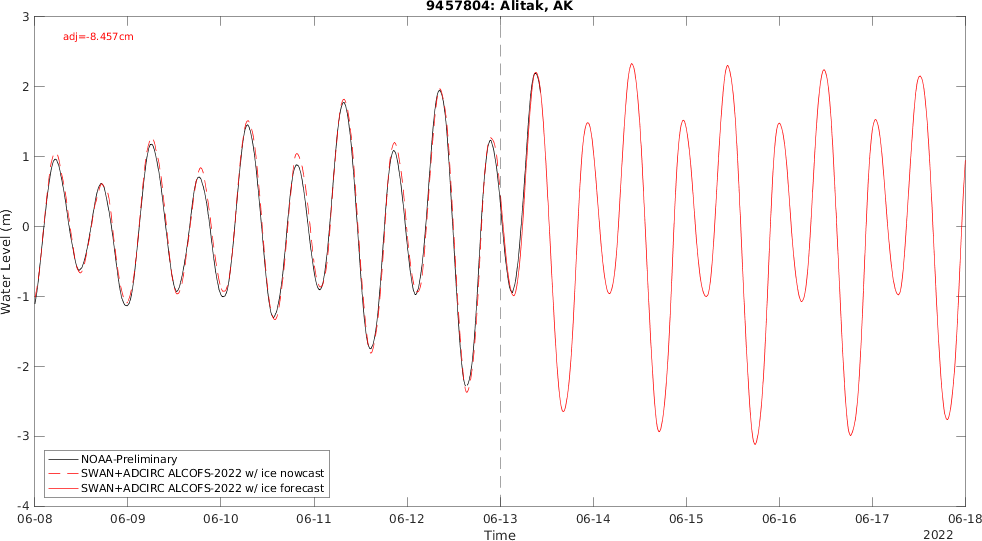 9457804: Alitak, AK
adj=-8.457cm
3
2
1
0
-1
-2
-3
-4
Water Level (m)
NOAA-Preliminary
SWAN+ADCIRC ALCOFS-2022 w/ ice nowcast
SWAN+ADCIRC ALCOFS-2022 w/ ice forecast
06-08 06-09 06-10 06-11 06-12 06-13 06-14 06-15 06-16 06-17 06-18
Time
2022